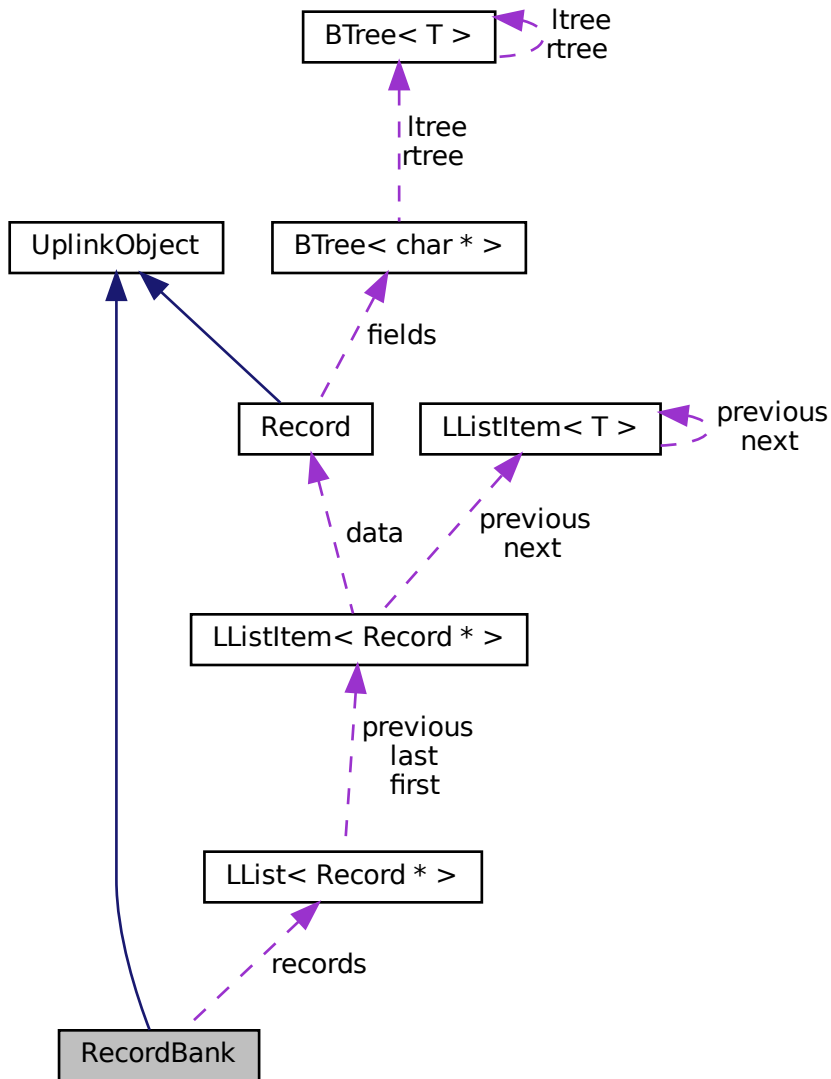 BTree< T >
ltree
rtree
ltree
rtree
UplinkObject
BTree< char * >
fields
Record
LListItem< T >
previous
next
data
previous
next
LListItem< Record * >
previous
last
first
LList< Record * >
records
RecordBank